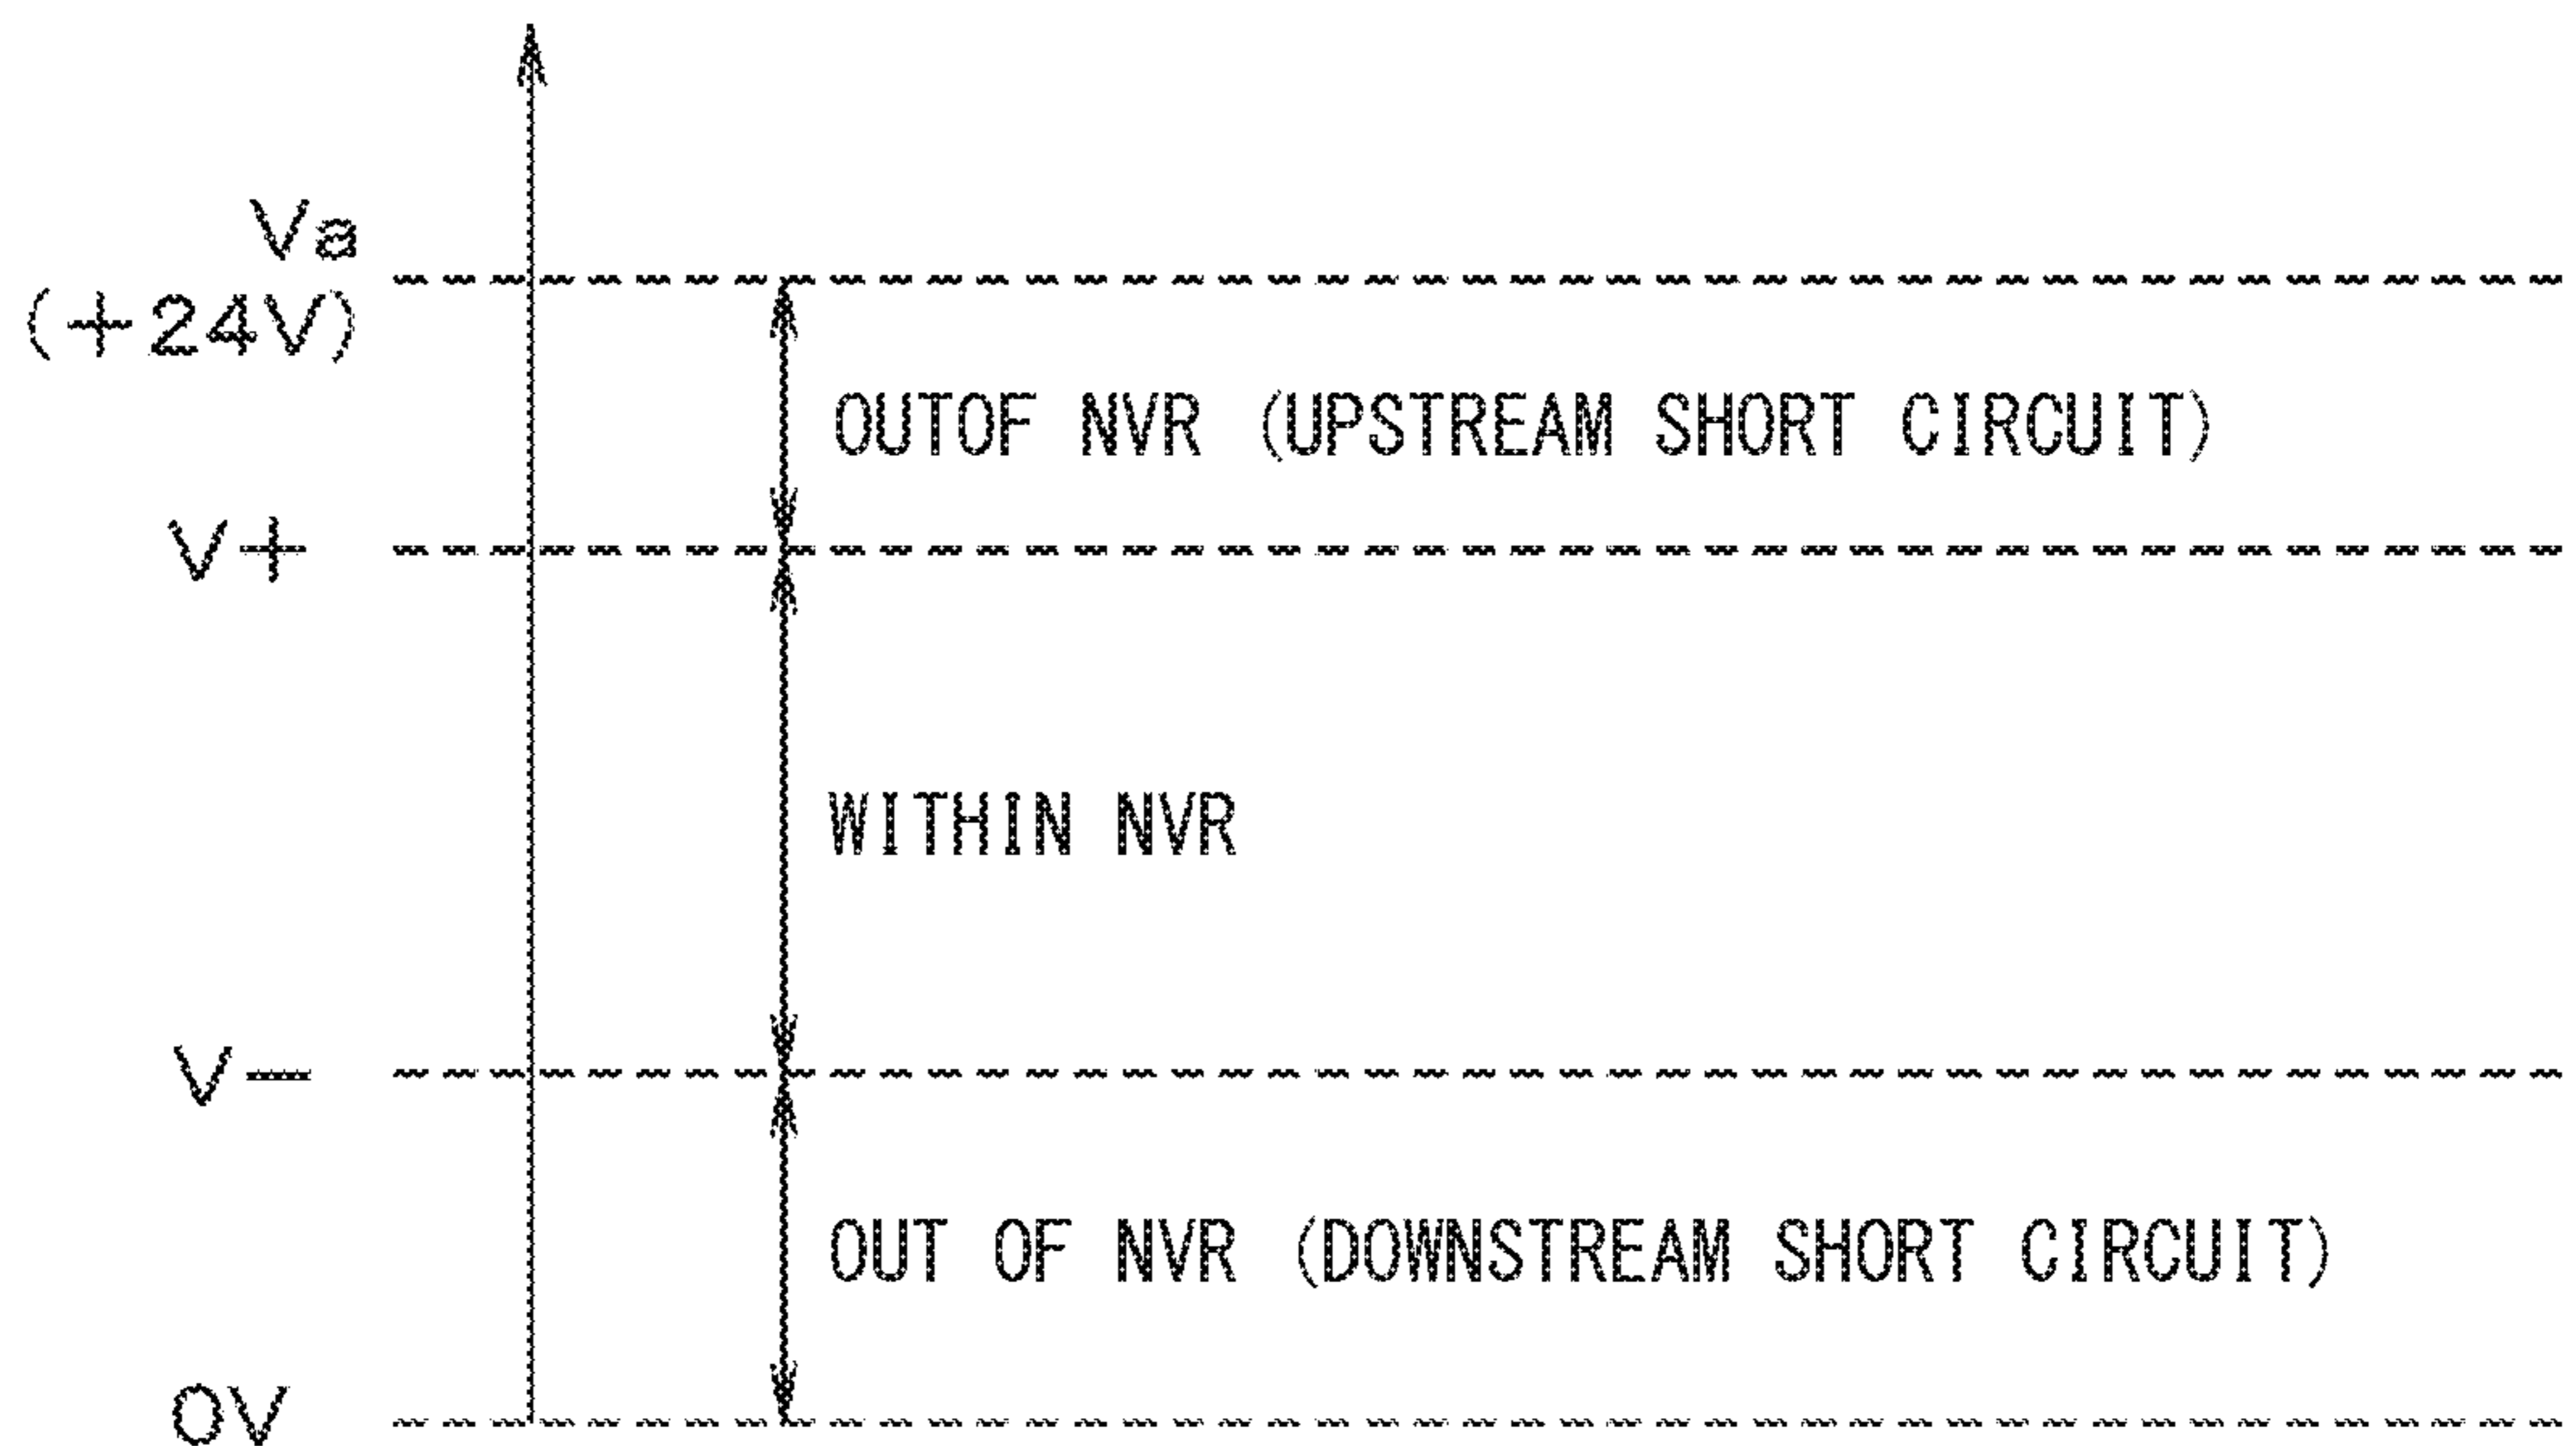 Va
(+24V)
OUTOF NVR (UPSTREAM SHORT CIRCUIT)
V+
WITHIN NVR
V-
OUT OF NVR (DOWNSTREAM SHORT CIRCUIT)
0V